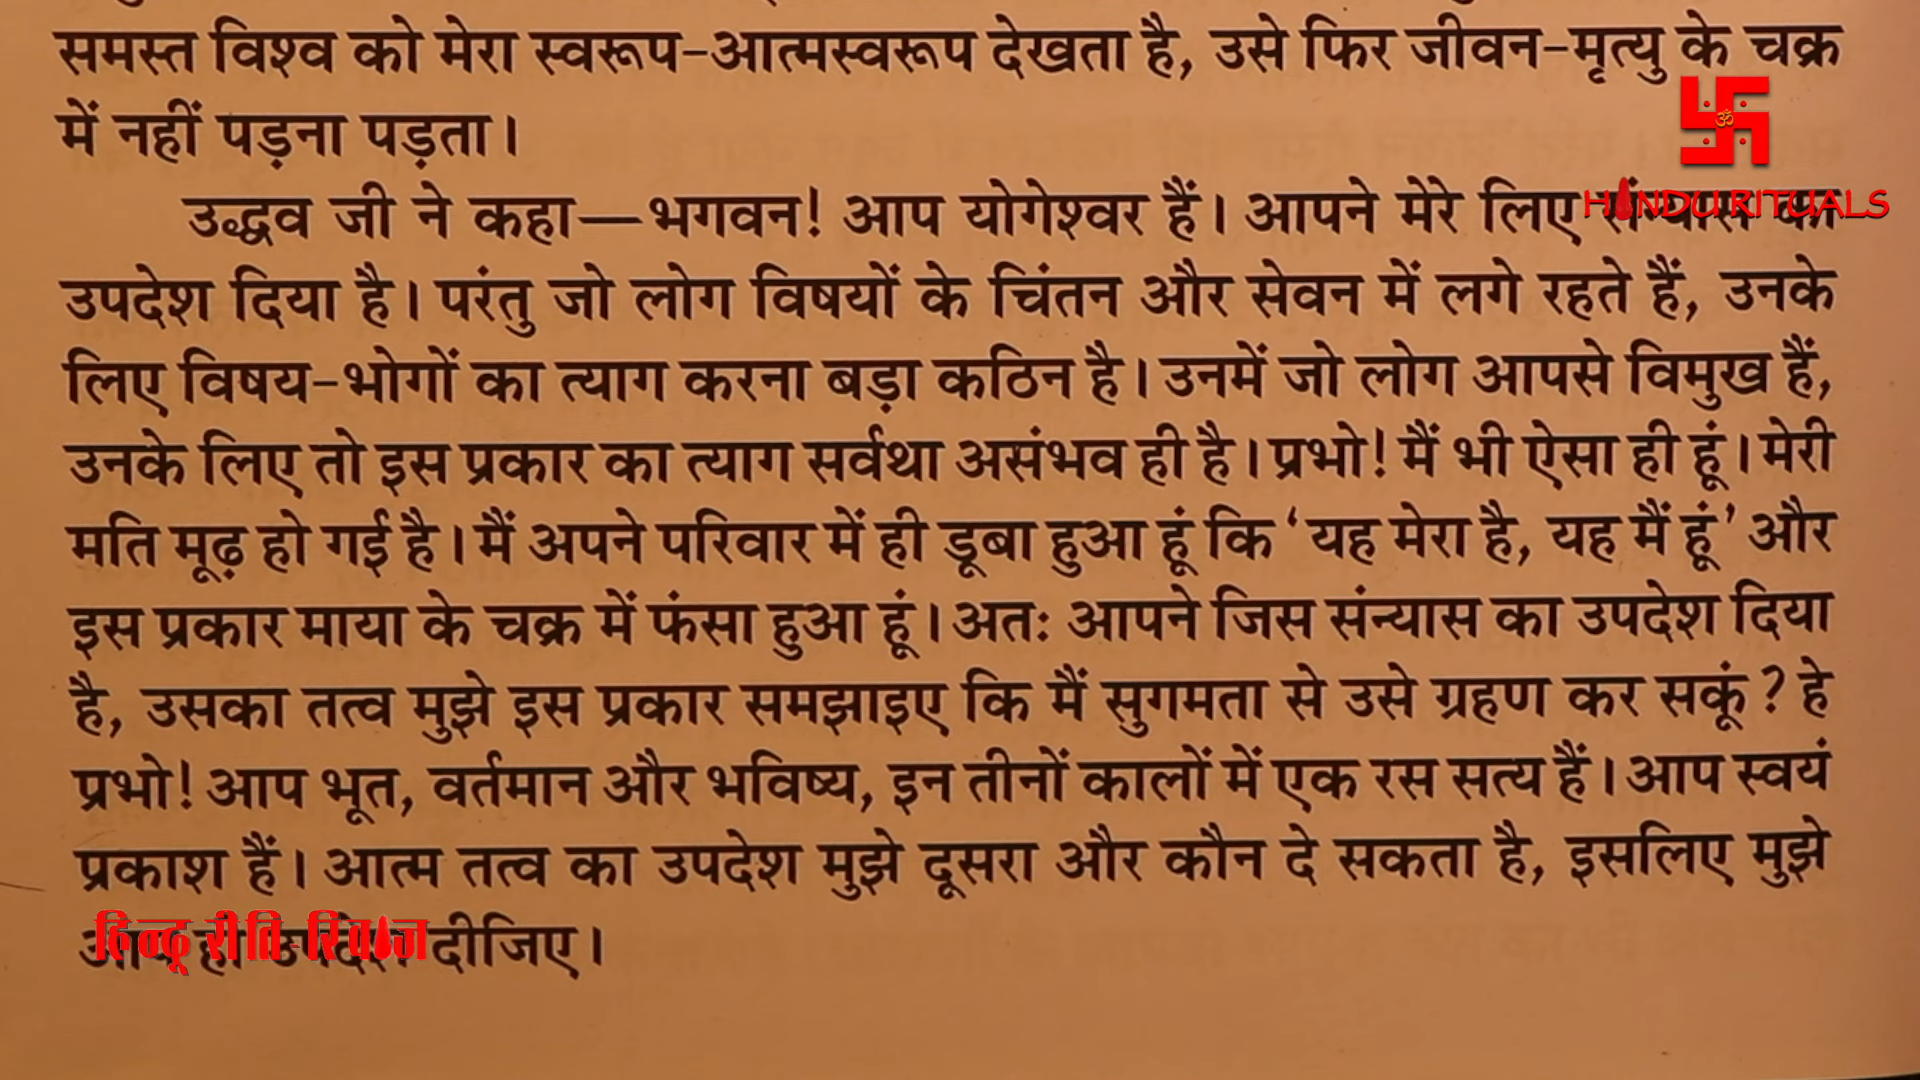 समस्त विश्व को मेरा स्वरूप-आत्मस्वरूप देखता है, उसे फिर जीवन-मृत्यु के चक्र
में नहीं पड़ना पड़ता।
ॐ
HINDU RITUALS
उद्धव जी ने कहा—भगवन! आप योगेश्वर हैं। आपने मेरे लिए संन्यास का
उपदेश दिया है। परंतु जो लोग विषयों के चिंतन और सेवन में लगे रहते हैं, उनके
लिए विषय-भोगों का त्याग करना बड़ा कठिन है। उनमें जो लोग आपसे विमुख हैं,
उनके लिए तो इस प्रकार का त्याग सर्वथा असंभव ही है। प्रभो! मैं भी ऐसा ही हूं। मेरी
मति मूढ़ हो गई है। मैं अपने परिवार में ही डूबा हुआ हूं कि ‘यह मेरा है, यह मैं हूं’ और
इस प्रकार माया के चक्र में फंसा हुआ हूं। अतः आपने जिस संन्यास का उपदेश दिया
है, उसका तत्व मुझे इस प्रकार समझाइए कि मैं सुगमता से उसे ग्रहण कर सकूं? हे
प्रभो! आप भूत, वर्तमान और भविष्य, इन तीनों कालों में एक रस सत्य हैं। आप स्वयं
प्रकाश हैं। आत्म तत्व का उपदेश मुझे दूसरा और कौन दे सकता है, इसलिए मुझे
आप ही उपदेश दीजिए।
हिन्दू रीति-रिवाज